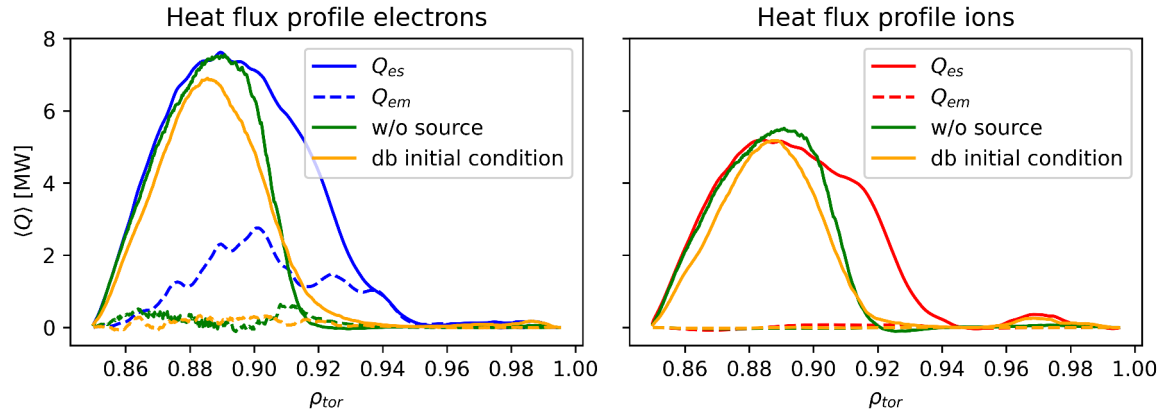 Heat flux profile electrons
8
6
4
2
0
⟨Q⟩ [MW]
Q_es
Q_em
w/o source
db initial condition
0.86 0.88 0.90 0.92 0.94 0.96 0.98 1.00
ρ_tor
Heat flux profile ions
Q_es
Q_em
w/o source
db initial condition
0.86 0.88 0.90 0.92 0.94 0.96 0.98 1.00
ρ_tor